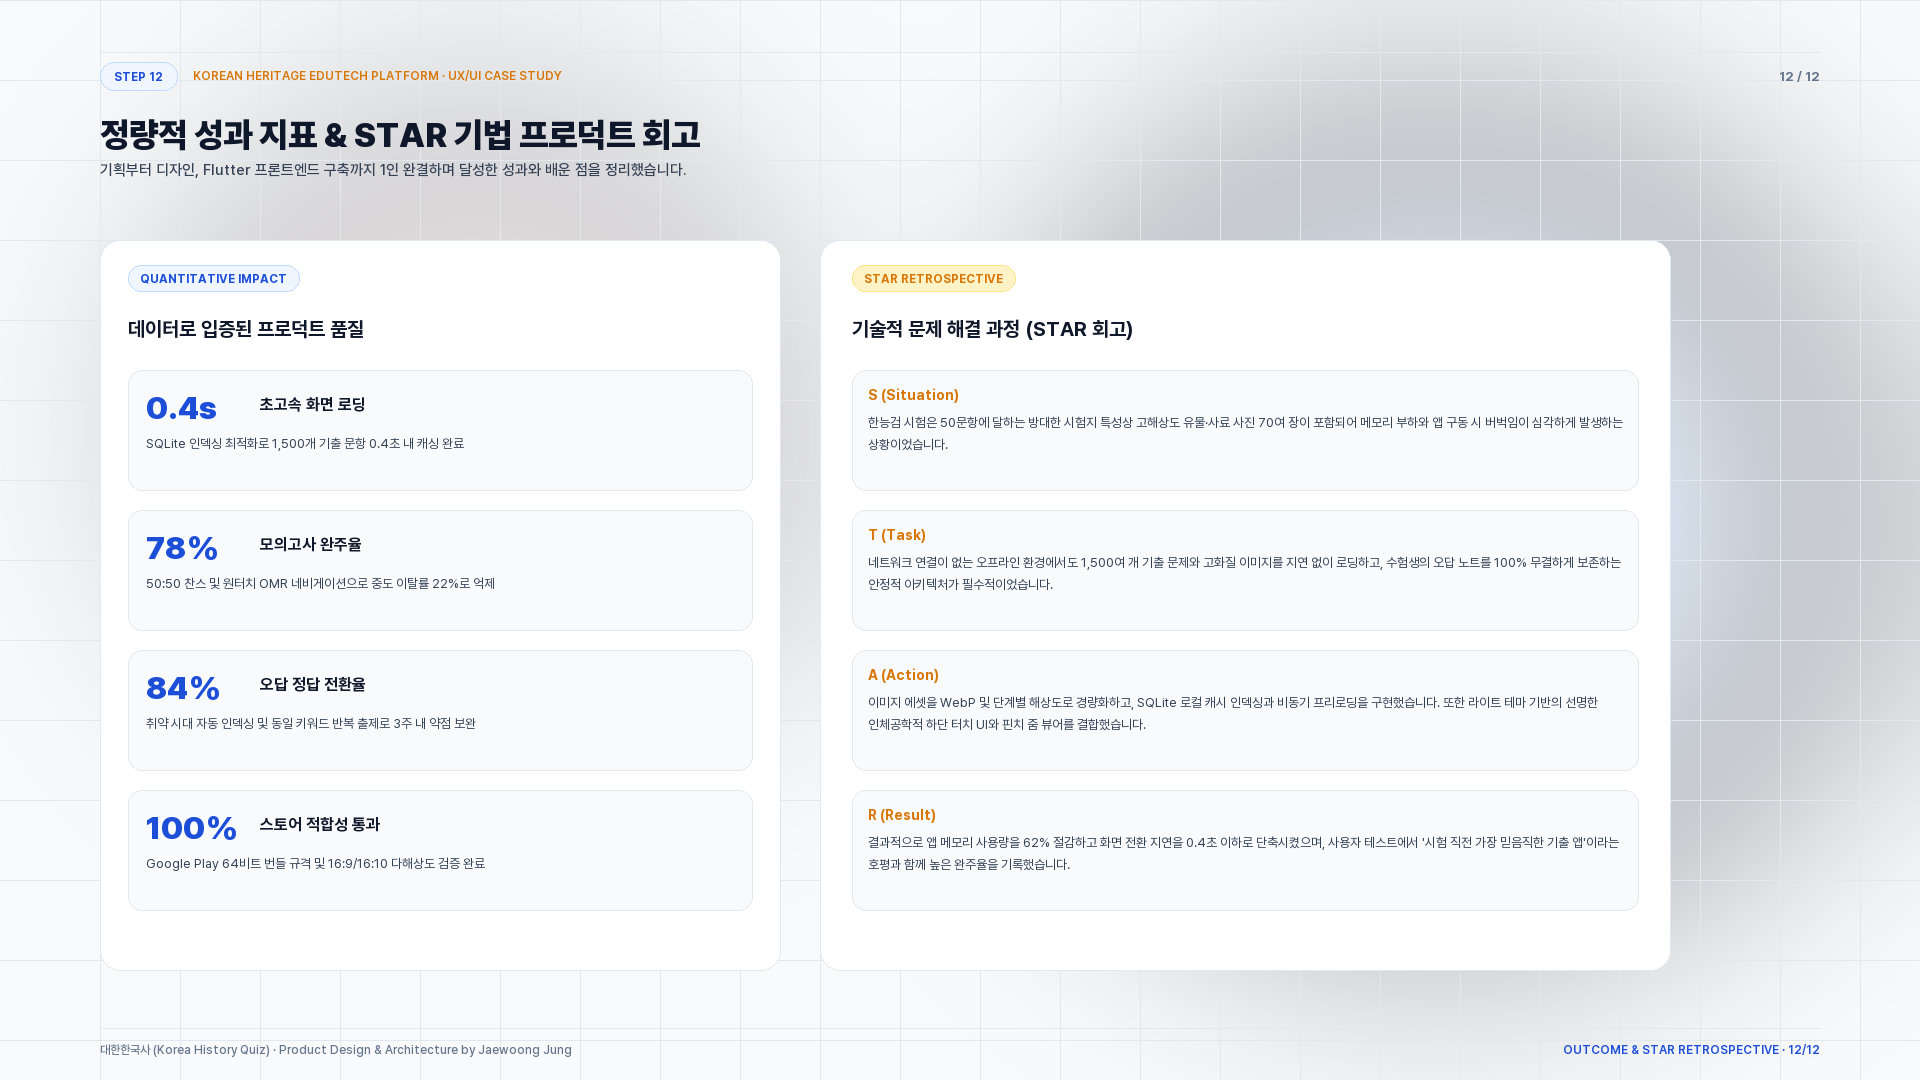 STEP 12
KOREAN HERITAGE EDUTECH PLATFORM · UX/UI CASE STUDY
12 / 12
정량적 성과 지표 & STAR 기법 프로덕트 회고
기획부터 디자인, Flutter 프론트엔드 구축까지 1인 완결하며 달성한 성과와 배운 점을 정리했습니다.
QUANTITATIVE IMPACT
데이터로 입증된 프로덕트 품질
0.4s 초고속 화면 로딩
SQLite 인덱싱 최적화로 1,500개 기출 문항 0.4초 내 캐싱 완료
78% 모의고사 완주율
50:50 찬스 및 원터치 OMR 네비게이션으로 중도 이탈률 22%로 억제
84% 오답 정답 전환율
취약 시대 자동 인덱싱 및 동일 키워드 반복 출제로 3주 내 약점 보완
100% 스토어 적합성 통과
Google Play 64비트 번들 규격 및 16:9/16:10 다해상도 검증 완료
STAR RETROSPECTIVE
기술적 문제 해결 과정 (STAR 회고)
S (Situation)
한능검 시험은 50문항에 달하는 방대한 시험지 특성상 고해상도 유물·사료 사진 70여 장이 포함되어 메모리 부하와 앱 구동 시 버벅임이 심각하게 발생하는
상황이었습니다.
T (Task)
네트워크 연결이 없는 오프라인 환경에서도 1,500여 개 기출 문제와 고화질 이미지를 지연 없이 로딩하고, 수험생의 오답 노트를 100% 무결하게 보존하는
안정적 아키텍처가 필수적이었습니다.
A (Action)
이미지 에셋을 WebP 및 단계별 해상도로 경량화하고, SQLite 로컬 캐시 인덱싱과 비동기 프리로딩을 구현했습니다. 또한 라이트 테마 기반의 선명한
인체공학적 하단 터치 UI와 핀치 줌 뷰어를 결합했습니다.
R (Result)
결과적으로 앱 메모리 사용량을 62% 절감하고 화면 전환 지연을 0.4초 이하로 단축시켰으며, 사용자 테스트에서 '시험 직전 가장 믿음직한 기출 앱'이라는
호평과 함께 높은 완주율을 기록했습니다.
대한한국사 (Korea History Quiz) · Product Design & Architecture by Jaewoong Jung
OUTCOME & STAR RETROSPECTIVE · 12/12